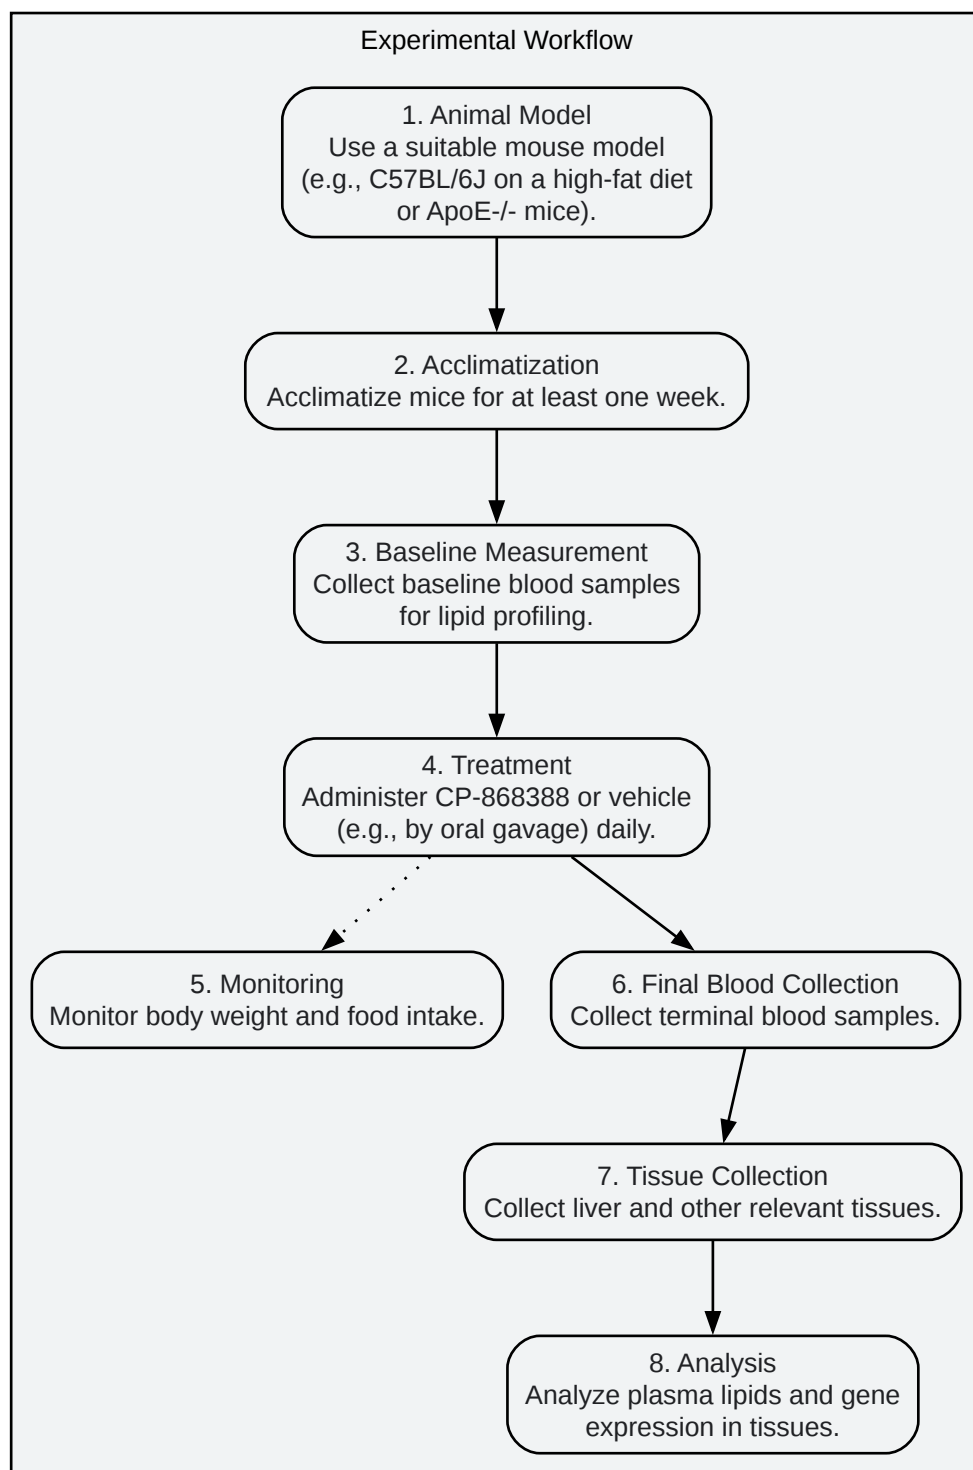 Experimental Workflow
1. Animal Model
Use a suitable mouse model
(e.g., C57BL/6J on a high-fat diet
or ApoE-/- mice).
2. Acclimatization
Acclimatize mice for at least one week.
3. Baseline Measurement
Collect baseline blood samples
for lipid profiling.
4. Treatment
Administer CP-868388 or vehicle
(e.g., by oral gavage) daily.
5. Monitoring
Monitor body weight and food intake.
6. Final Blood Collection
Collect terminal blood samples.
7. Tissue Collection
Collect liver and other relevant tissues.
8. Analysis
Analyze plasma lipids and gene
expression in tissues.